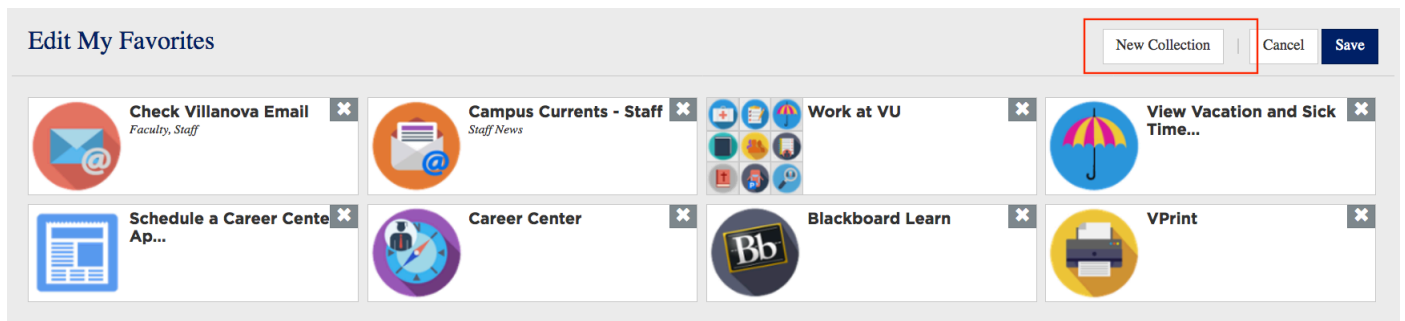 Edit My Favorites
New Collection | Cancel Save
Check Villanova Email
Faculty, Staff
@
Campus Currents - Staff
Staff News
@
Work at VU
View Vacation and Sick
Time...
Schedule a Career Cente
Ap...
Career Center
Blackboard Learn
Bb
VPrint